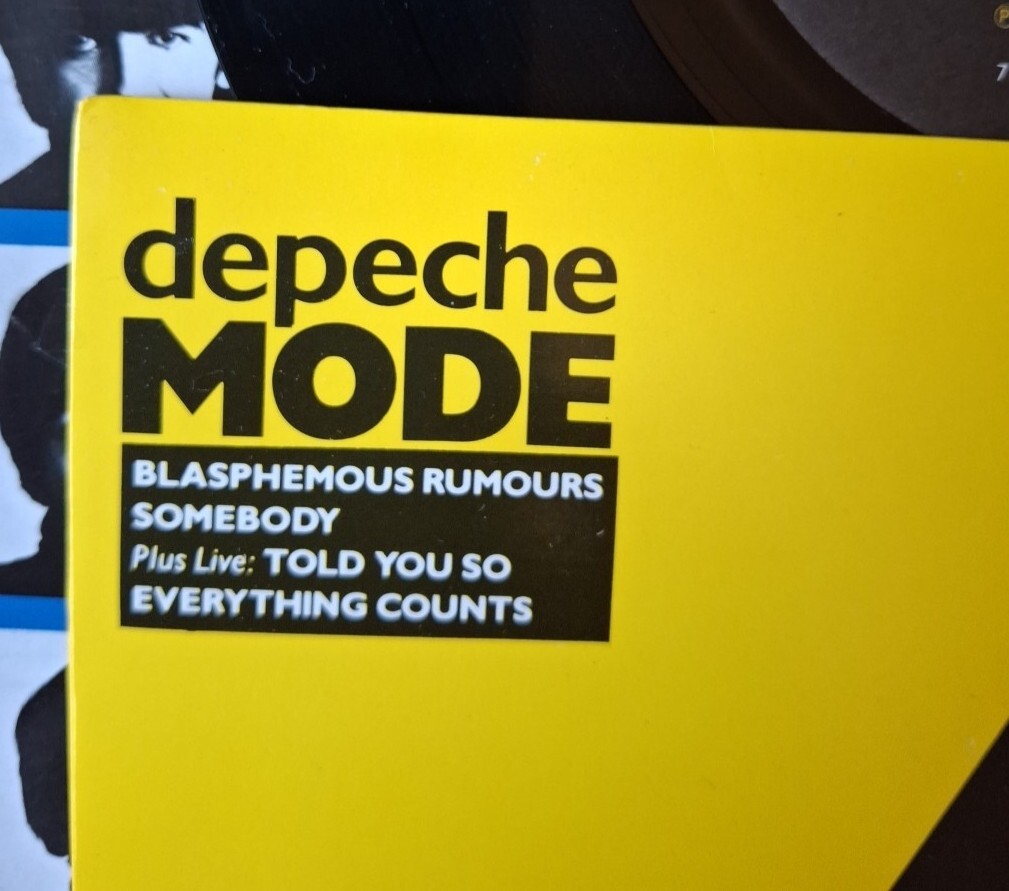 depeche
MODE
BLASPHEMOUS RUMOURS
SOMEBODY
Plus Live: TOLD YOU SO
EVERYTHING COUNTS